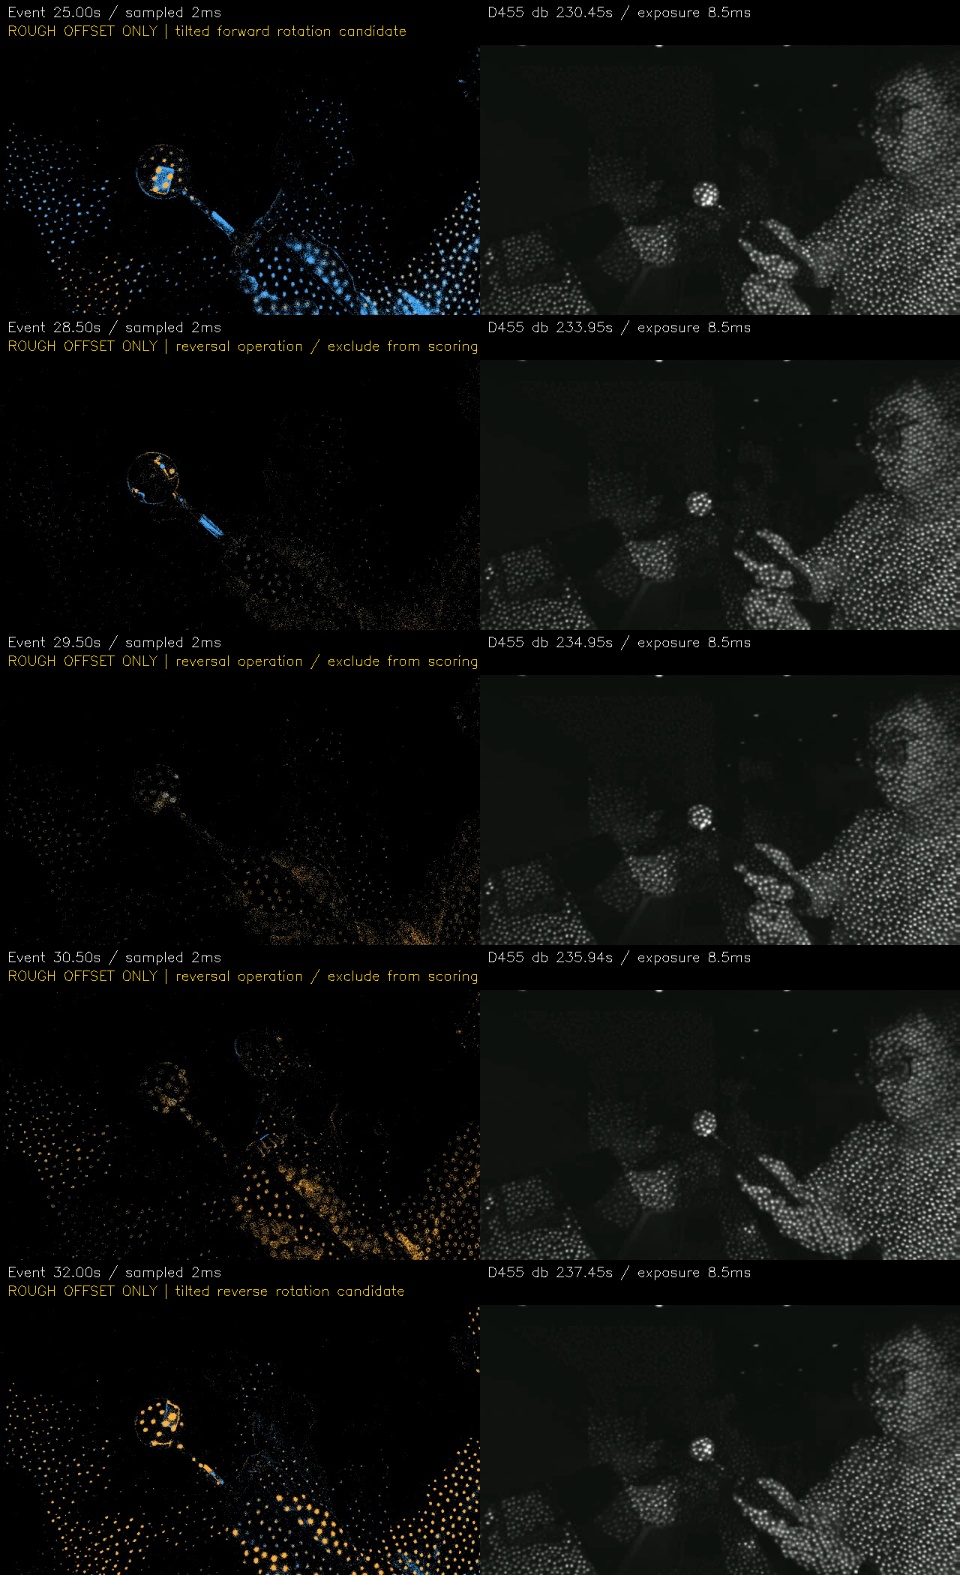 Event 25.00s / sampled 2ms
ROUGH OFFSET ONLY | tilted forward rotation candidate
D455 db 230.45s / exposure 8.5ms
Event 28.50s / sampled 2ms
ROUGH OFFSET ONLY | reversal operation / exclude from scoring
D455 db 233.95s / exposure 8.5ms
Event 29.50s / sampled 2ms
ROUGH OFFSET ONLY | reversal operation / exclude from scoring
D455 db 234.95s / exposure 8.5ms
Event 30.50s / sampled 2ms
ROUGH OFFSET ONLY | reversal operation / exclude from scoring
D455 db 235.94s / exposure 8.5ms
Event 32.00s / sampled 2ms
ROUGH OFFSET ONLY | tilted reverse rotation candidate
D455 db 237.45s / exposure 8.5ms